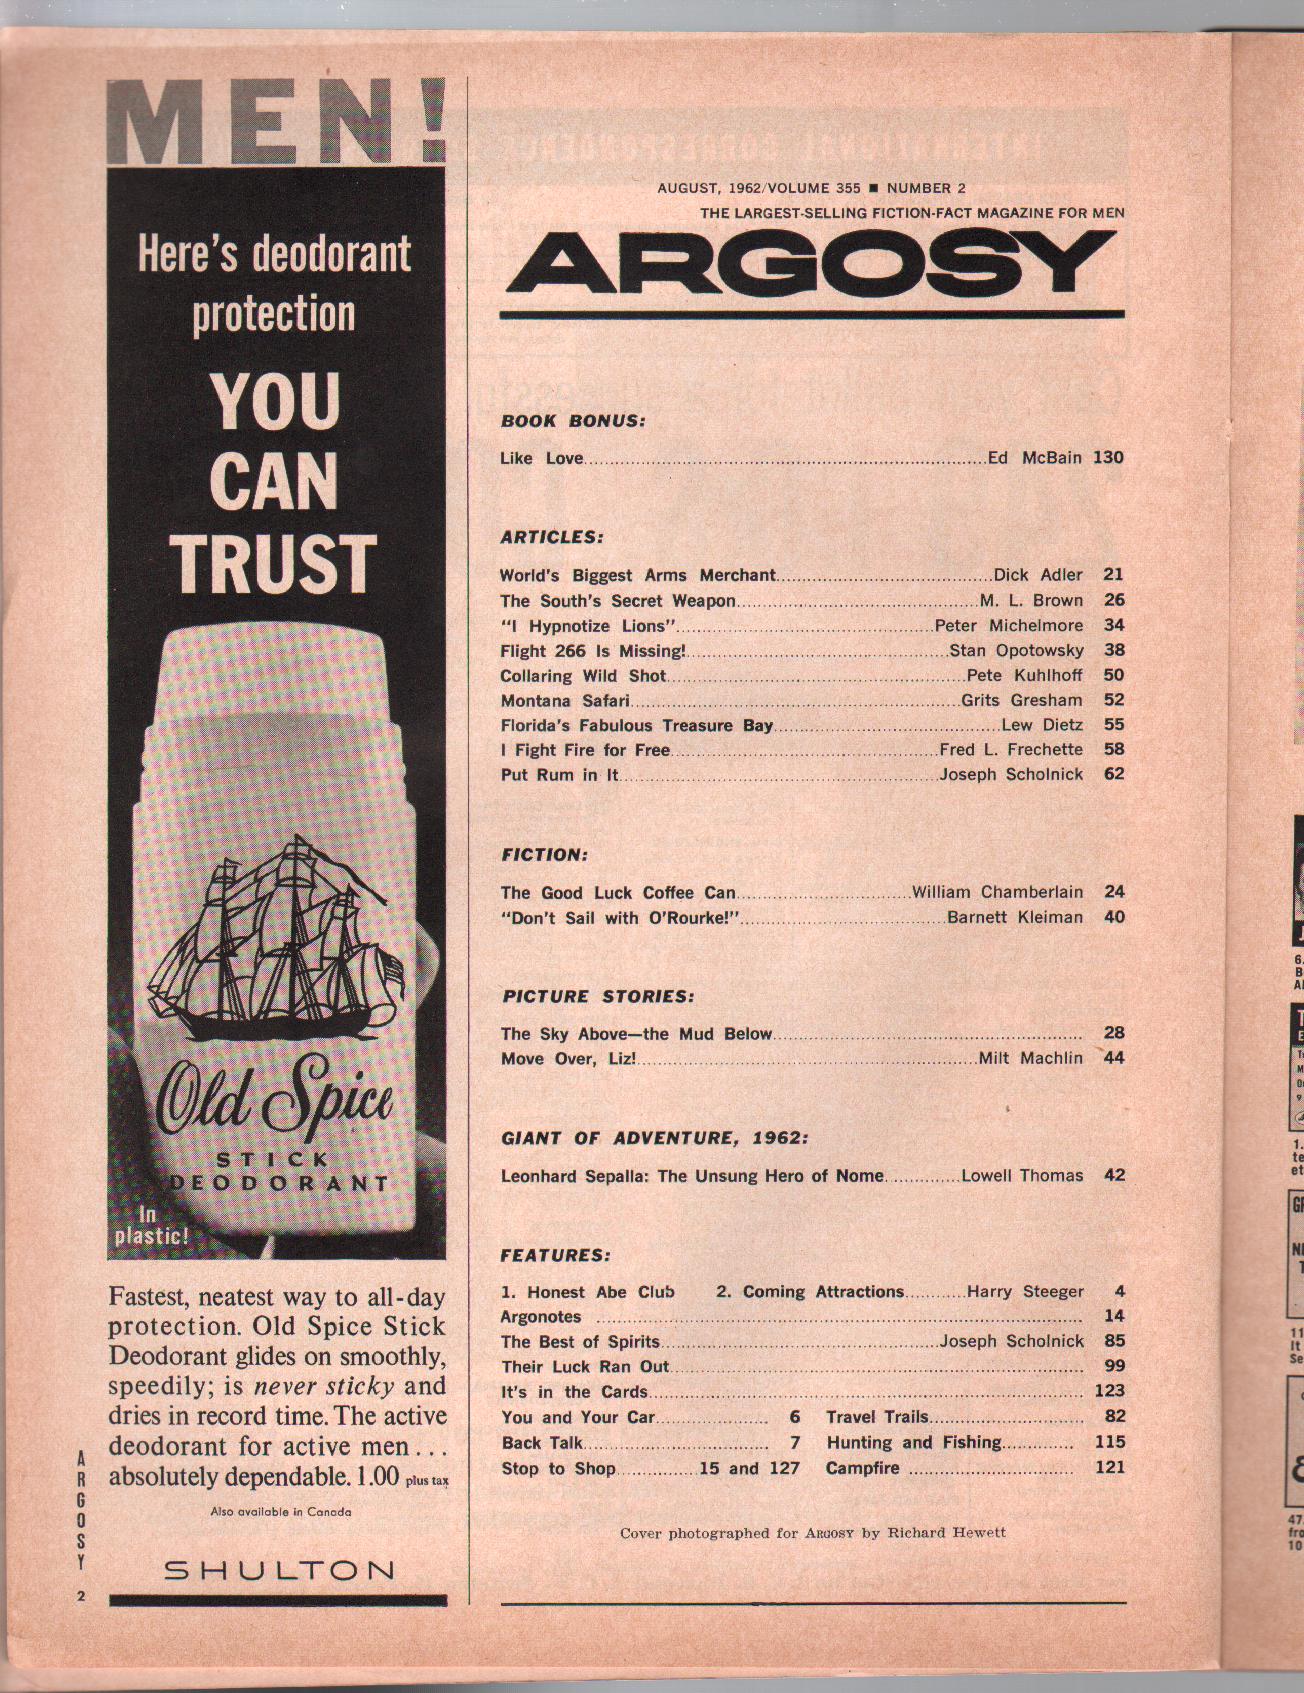 MEN!
Here's deodorant
protection
YOU
CAN
TRUST
Old Spice
STICK
DEODORANT
In
plastic!
Fastest, neatest way to all-day
protection. Old Spice Stick
Deodorant glides on smoothly,
speedily; is never sticky and
dries in record time. The active
deodorant for active men...
absolutely dependable. 1.00 plus tax
Also available in Canada
SHULTON
ARGOSY
2
AUGUST, 1962/VOLUME 355 ■ NUMBER 2
THE LARGEST-SELLING FICTION-FACT MAGAZINE FOR MEN
ARGOSY
BOOK BONUS:
Like Love Ed McBain 130
ARTICLES:
World's Biggest Arms Merchant Dick Adler 21
The South's Secret Weapon M. L. Brown 26
"I Hypnotize Lions" Peter Michelmore 34
Flight 266 Is Missing! Stan Opotowsky 38
Collaring Wild Shot Pete Kuhlhoff 50
Montana Safari Grits Gresham 52
Florida's Fabulous Treasure Bay Lew Dietz 55
I Fight Fire for Free Fred L. Frechette 58
Put Rum in It Joseph Scholnick 62
FICTION:
The Good Luck Coffee Can William Chamberlain 24
"Don't Sail with O'Rourke!" Barnett Kleiman 40
PICTURE STORIES:
The Sky Above—the Mud Below 28
Move Over, Liz! Milt Machlin 44
GIANT OF ADVENTURE, 1962:
Leonhard Sepalla: The Unsung Hero of Nome Lowell Thomas 42
FEATURES:
1. Honest Abe Club 2. Coming Attractions Harry Steeger 4
Argonotes 14
The Best of Spirits Joseph Scholnick 85
Their Luck Ran Out 99
It's in the Cards 123
You and Your Car 6 Travel Trails 82
Back Talk 7 Hunting and Fishing 115
Stop to Shop 15 and 127 Campfire 121
Cover photographed for ARGOSY by Richard Hewett